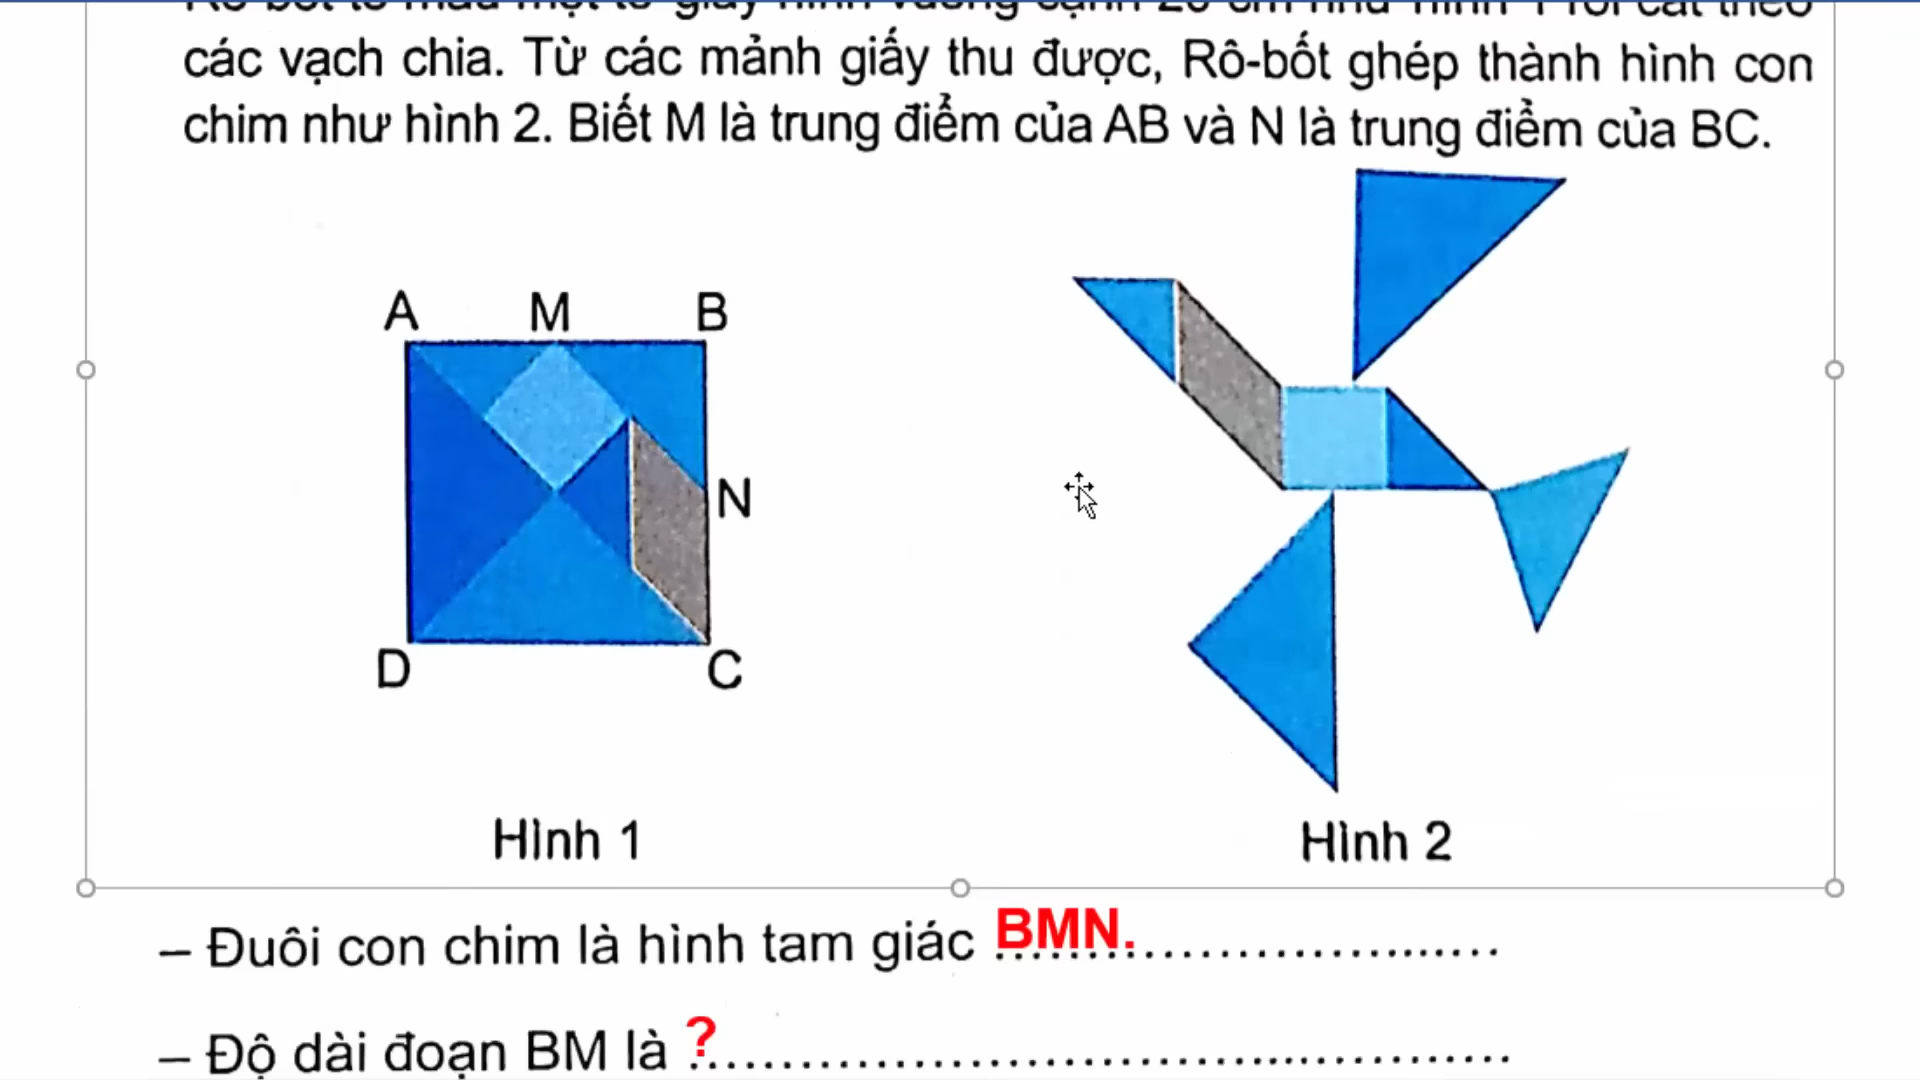 các vạch chia. Từ các mảnh giấy thu được, Rô-bốt ghép thành hình con
chim như hình 2. Biết M là trung điểm của AB và N là trung điểm của BC.
A M B
N
D C
Hình 1
Hình 2
– Đuôi con chim là hình tam giác BMN.
– Độ dài đoạn BM là ?